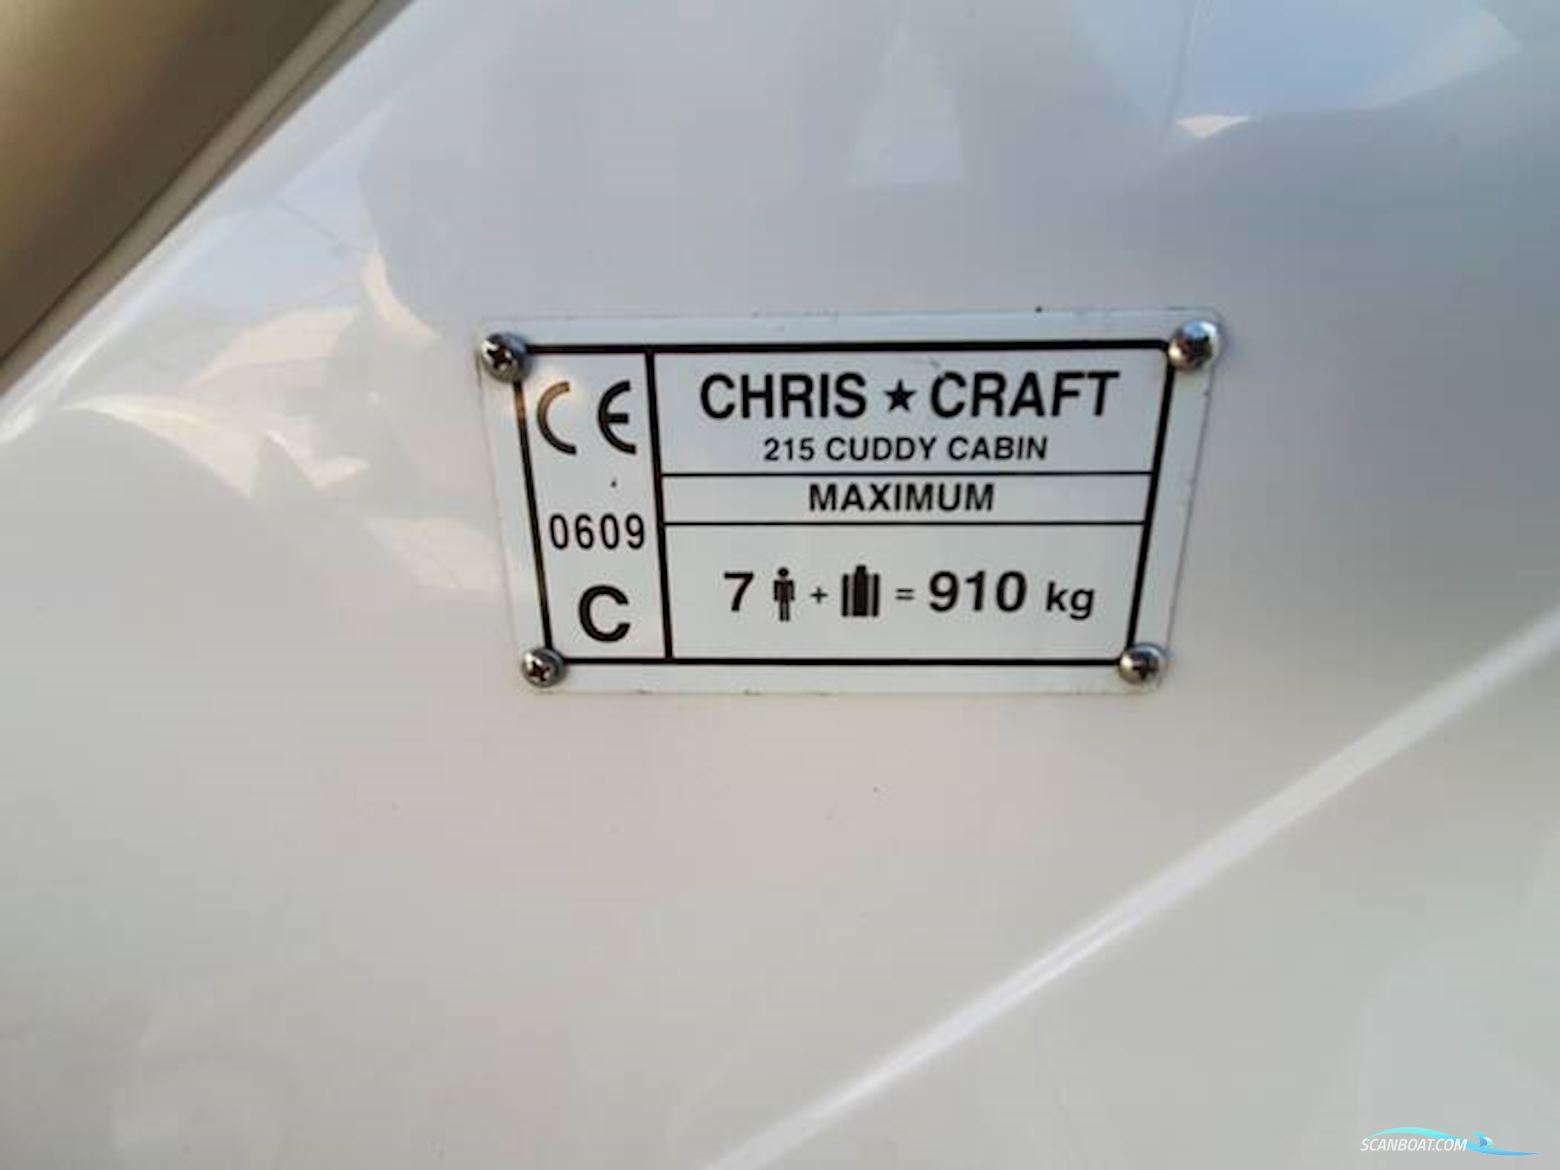 CE
0609
C
CHRIS ★ CRAFT
215 CUDDY CABIN
MAXIMUM
7 + = 910 kg
SCANBOAT.COM